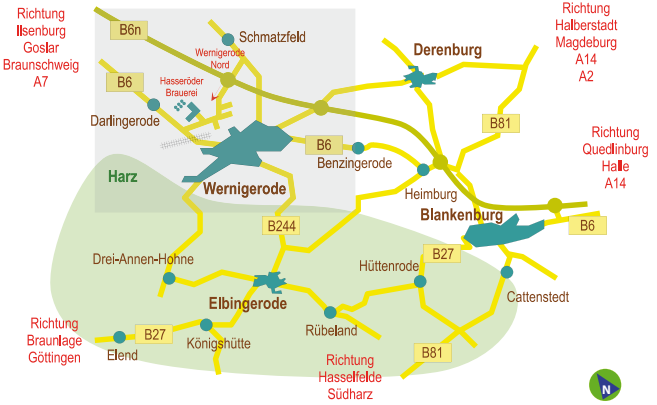 Richtung
Ilsenburg
Goslar
Braunschweig
A7
B6n
Schmatzfeld
Wernigerode
Nord
Derenburg
Richtung
Halberstadt
Magdeburg
A14
A2
B6
Hasseröder
Brauerei
Darlingerode
B81
B6
Benzingerode
Richtung
Quedlinburg
Halle
A14
Harz
Wernigerode
Heimburg
Blankenburg
B6
B244
B27
Drei-Annen-Hohne
Hüttenrode
Elbingerode
Cattenstedt
Rübeland
Richtung
Braunlage
Göttingen
B27
Elend
Königshütte
B81
Richtung
Hasselfelde
Südharz
N